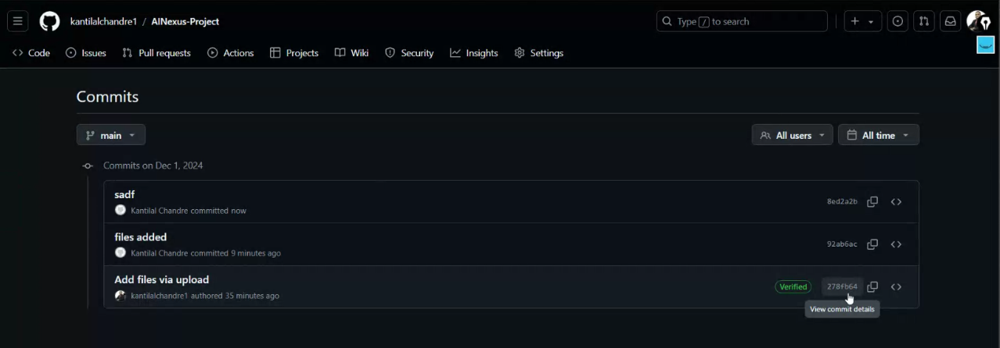 kantilalchandre1 / AINexus-Project
Type / to search
Code Issues Pull requests Actions Projects Wiki Security Insights Settings
Commits
main
All users All time
Commits on Dec 1, 2024
sadf
Kantilal Chandre committed now
8ed2a2b
files added
Kantilal Chandre committed 9 minutes ago
92ab6ac
Add files via upload
kantilalchandre1 authored 35 minutes ago
Verified 278fb64
View commit details